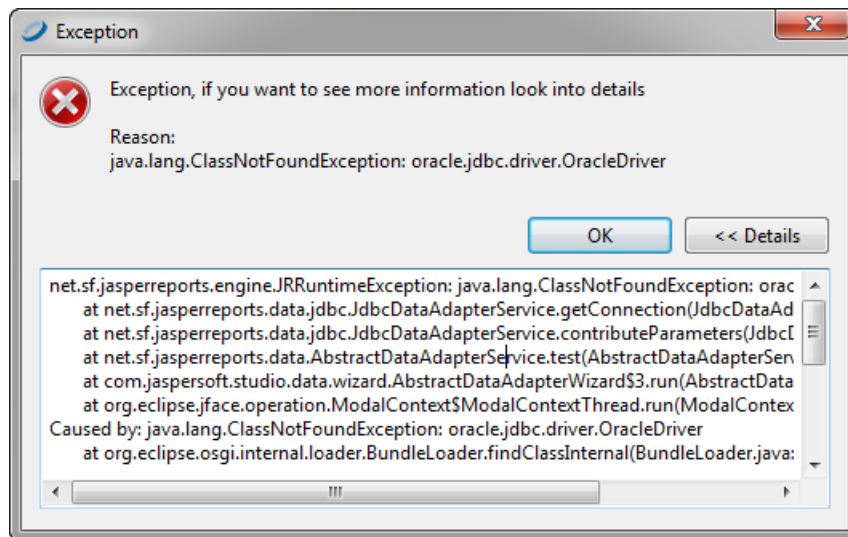 Exception
Exception, if you want to see more information look into details
Reason:
java.lang.ClassNotFoundException: oracle.jdbc.driver.OracleDriver
OK
<< Details
net.sf.jasperreports.engine.JRRuntimeException: java.lang.ClassNotFoundException: orac
at net.sf.jasperreports.data.jdbc.JdbcDataAdapterService.getConnection(JdbcDataAd
at net.sf.jasperreports.data.jdbc.JdbcDataAdapterService.contributeParameters(JdbcD
at net.sf.jasperreports.data.AbstractDataAdapterService.test(AbstractDataAdapterServ
at com.jaspersoft.studio.data.wizard.AbstractDataAdapterWizard$3.run(AbstractData
at org.eclipse.jface.operation.ModalContext$ModalContextThread.run(ModalContex
Caused by: java.lang.ClassNotFoundException: oracle.jdbc.driver.OracleDriver
at org.eclipse.osgi.internal.loader.BundleLoader.findClassInternal(BundleLoader.java: